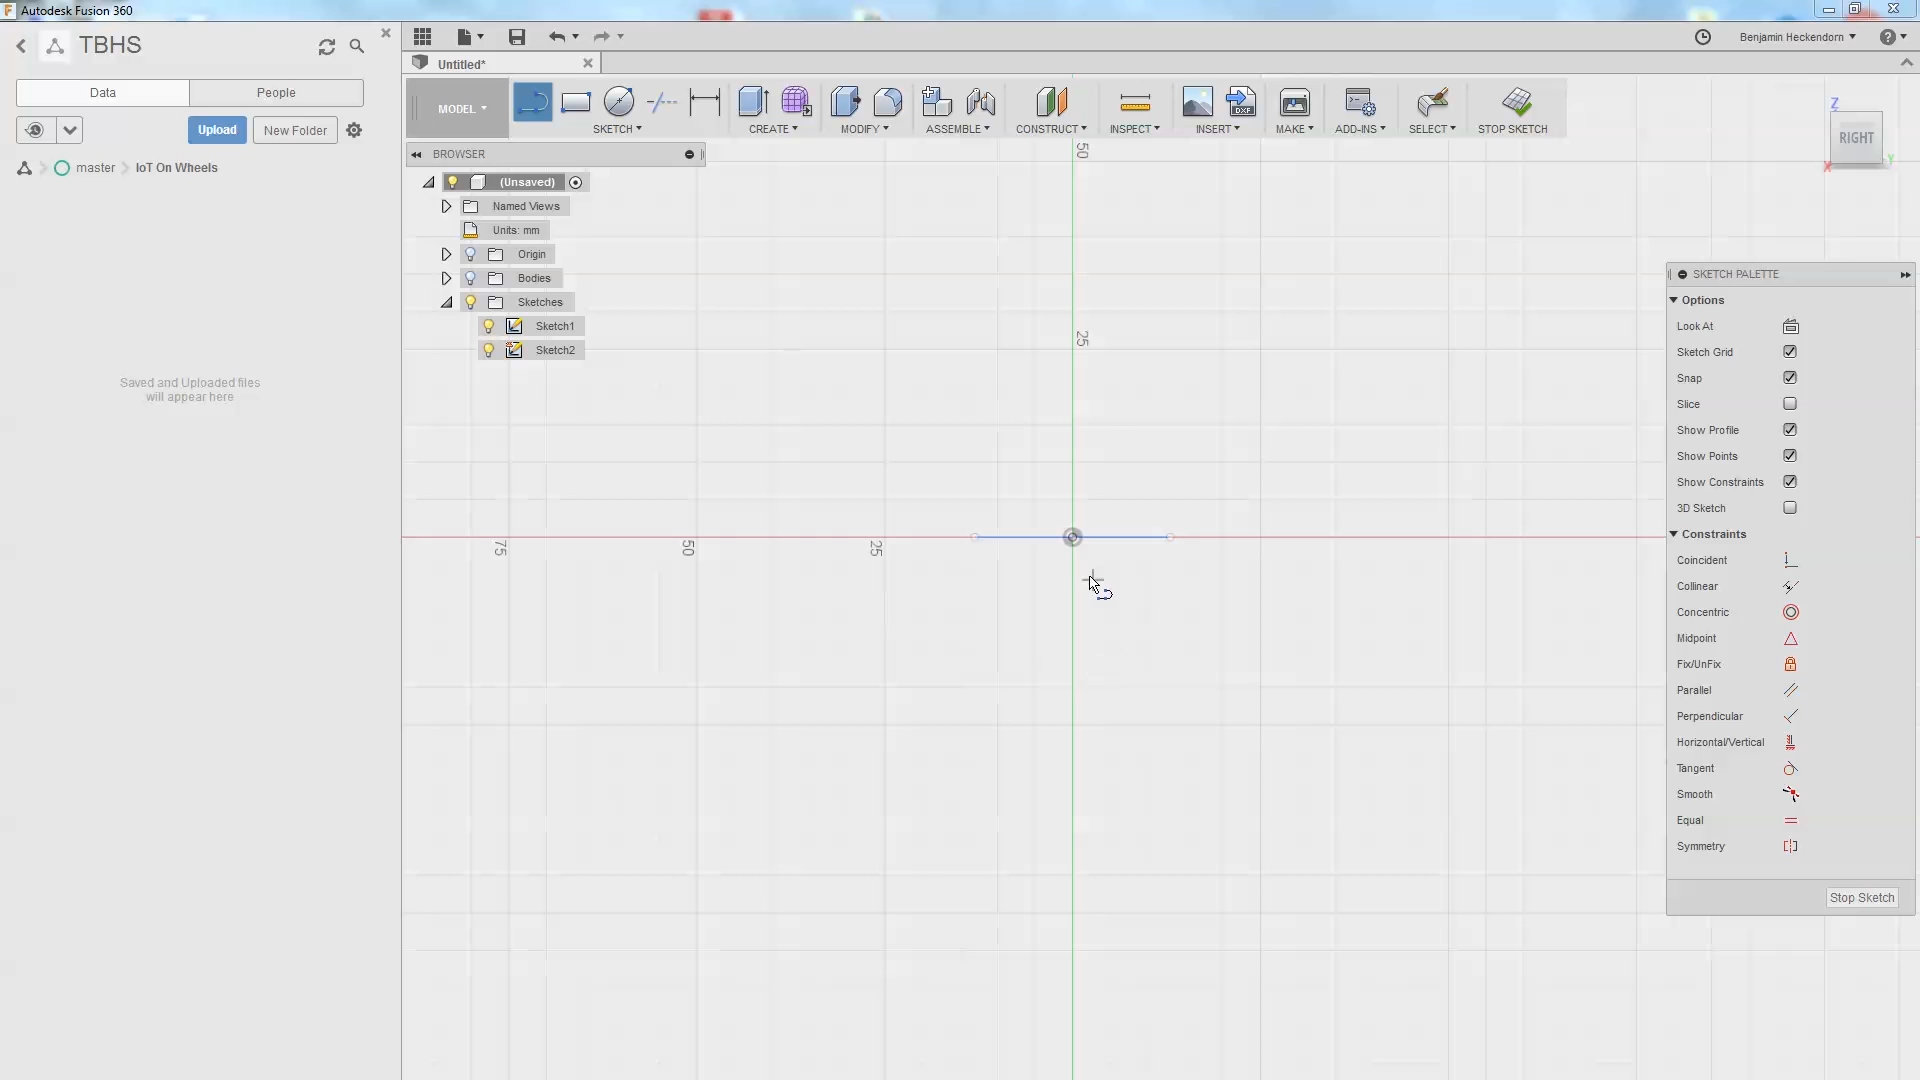 Autodesk Fusion 360
TBHS
Benjamin Heckendorn
Untitled*
Data
People
Upload
New Folder
master
IoT On Wheels
Saved and Uploaded files
will appear here
MODEL
SKETCH
CREATE
MODIFY
ASSEMBLE
CONSTRUCT
INSPECT
INSERT
MAKE
ADD-INS
SELECT
STOP SKETCH
BROWSER
(Unsaved)
Named Views
Units: mm
Origin
Bodies
Sketches
Sketch1
Sketch2
50
25
75
50
25
Z
RIGHT
X
Y
SKETCH PALETTE
Options
Look At
Sketch Grid
Snap
Slice
Show Profile
Show Points
Show Constraints
3D Sketch
Constraints
Coincident
Collinear
Concentric
Midpoint
Fix/UnFix
Parallel
Perpendicular
Horizontal/Vertical
Tangent
Smooth
Equal
Symmetry
Stop Sketch